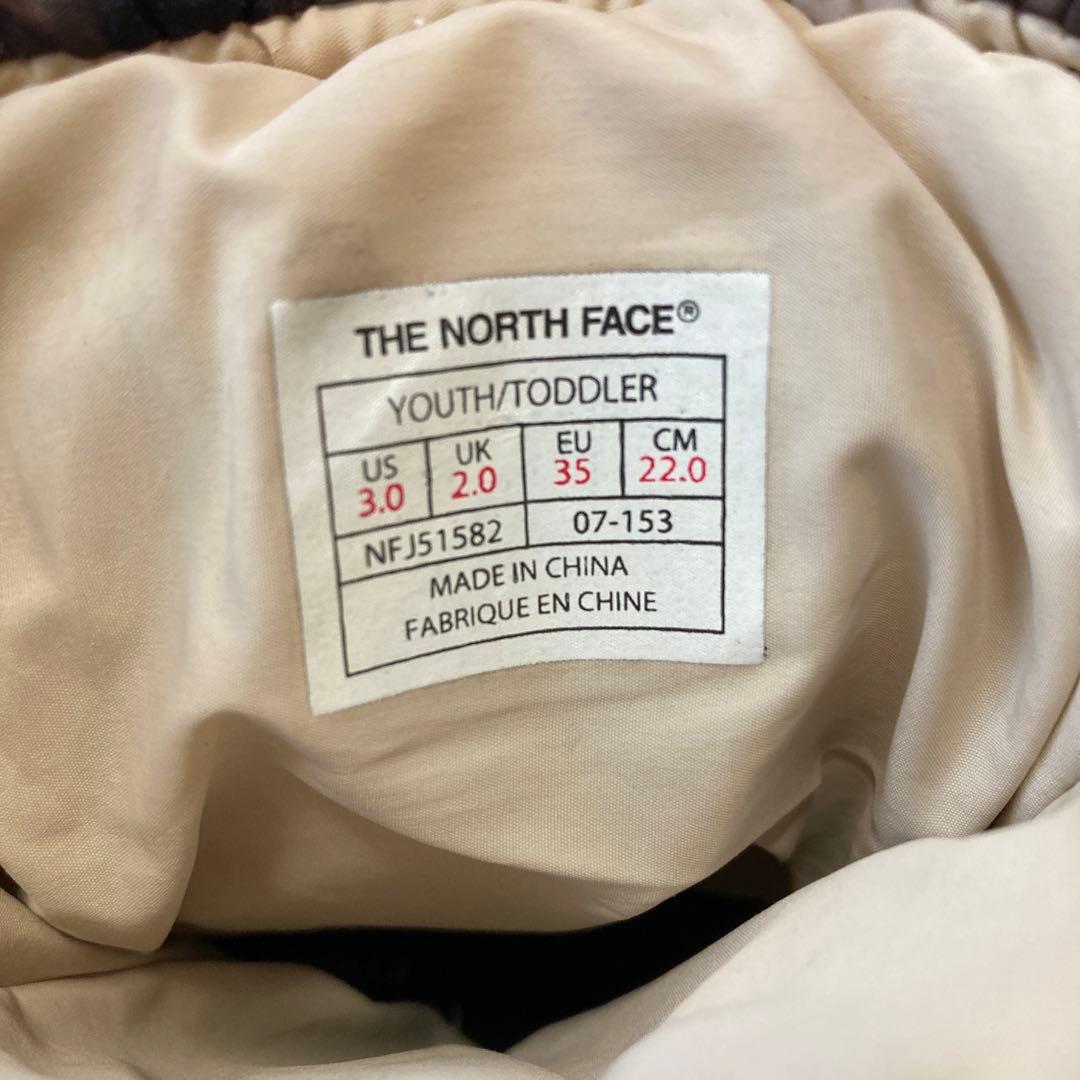 THE NORTH FACE®
YOUTH/TODDLER
US UK EU CM
3.0 2.0 35 22.0
NFJ51582 07-153
MADE IN CHINA
FABRIQUE EN CHINE